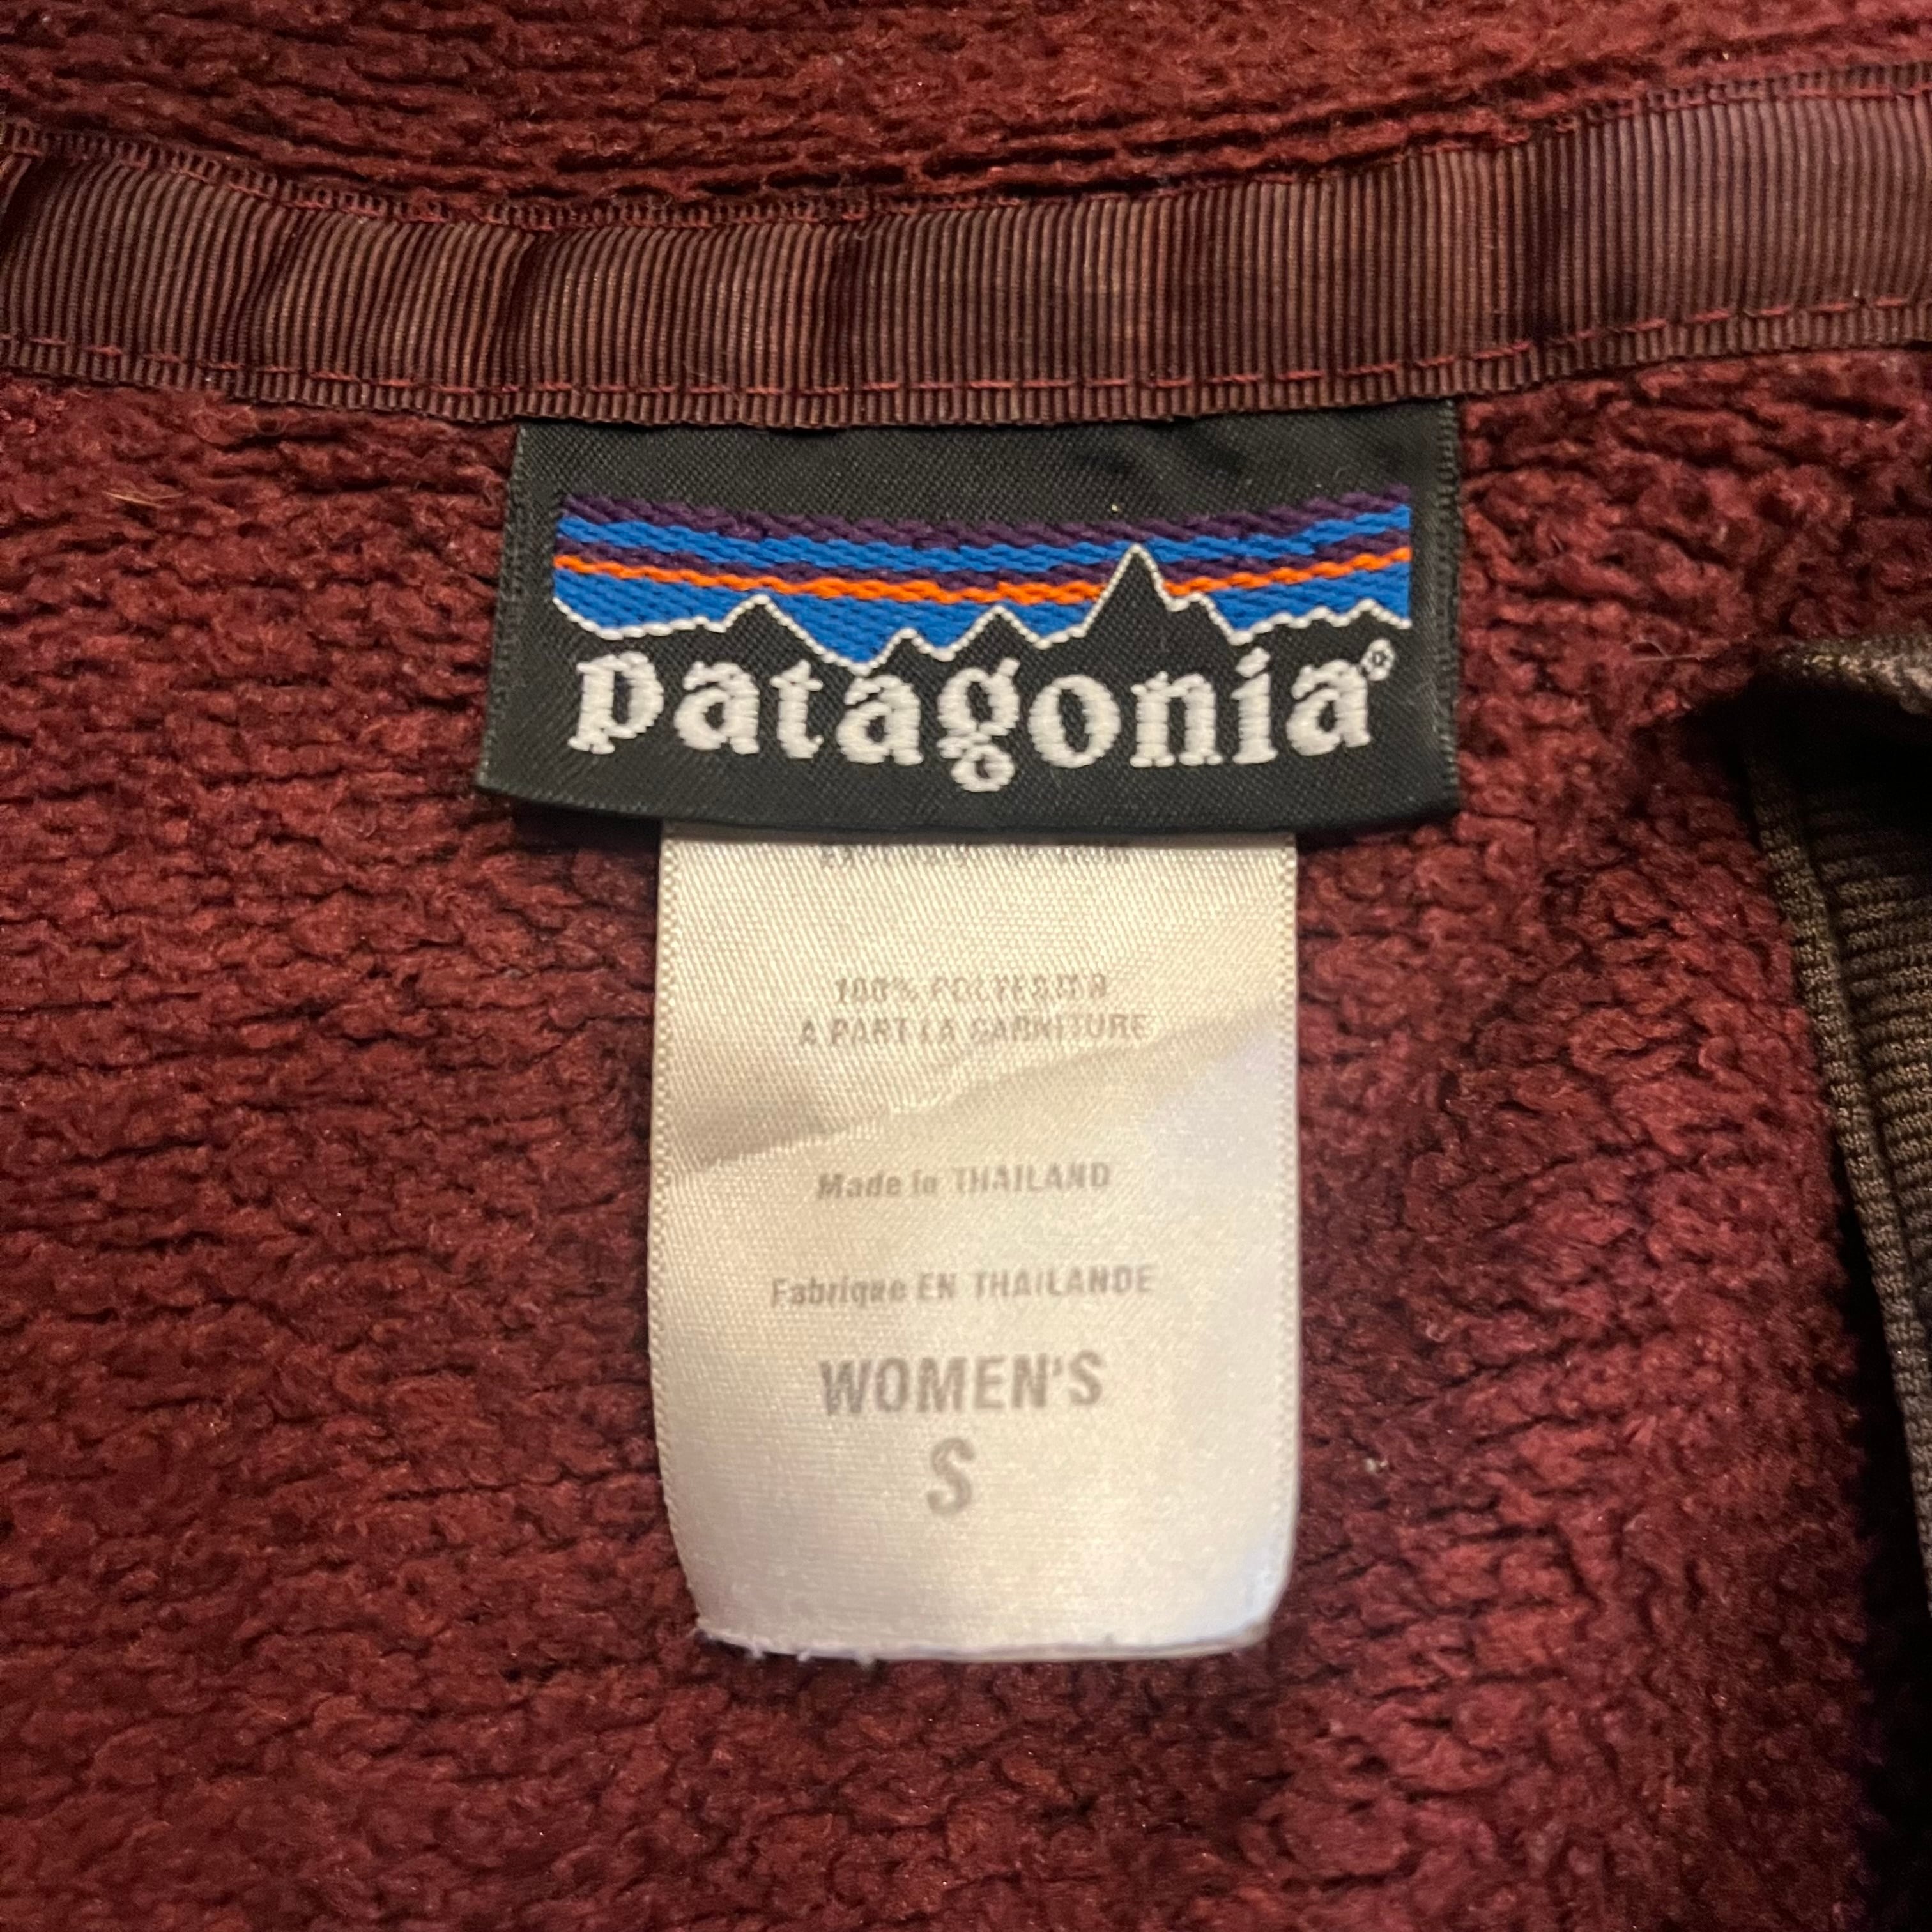 patagonia®
100% POLYESTER
A PART LA GARNITURE
Made in THAILAND
Fabrique EN THAILANDE
WOMEN'S
S